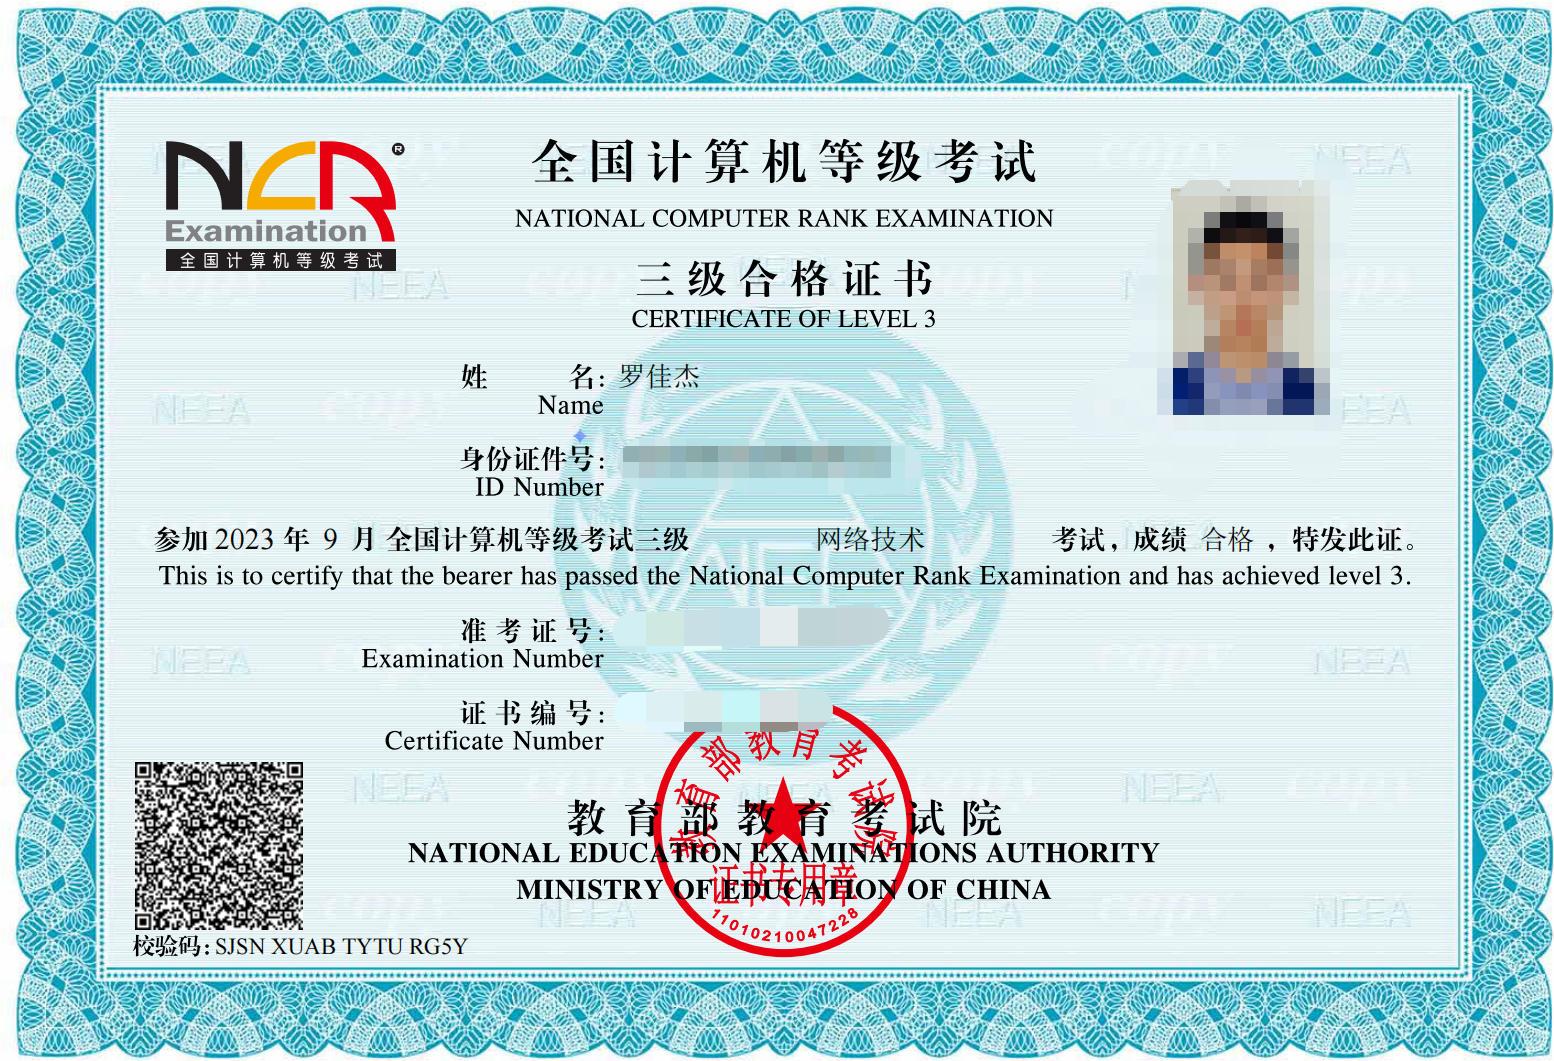 NCR®
Examination
全国计算机等级考试
全国计算机等级考试
NATIONAL COMPUTER RANK EXAMINATION
三级合格证书
CERTIFICATE OF LEVEL 3
姓 名: 罗佳杰
Name
身份证件号:
ID Number
参加 2023 年 9 月 全国计算机等级考试三级 网络技术 考试, 成绩 合格 , 特发此证。
This is to certify that the bearer has passed the National Computer Rank Examination and has achieved level 3.
准考证号:
Examination Number
证书编号:
Certificate Number
教育部教育考试院
NATIONAL EDUCATION EXAMINATIONS AUTHORITY
MINISTRY OF EDUCATION OF CHINA
教育部教育考试院
证书专用章
11010210047228
校验码: SJSN XUAB TYTU RG5Y
NEEA
copy